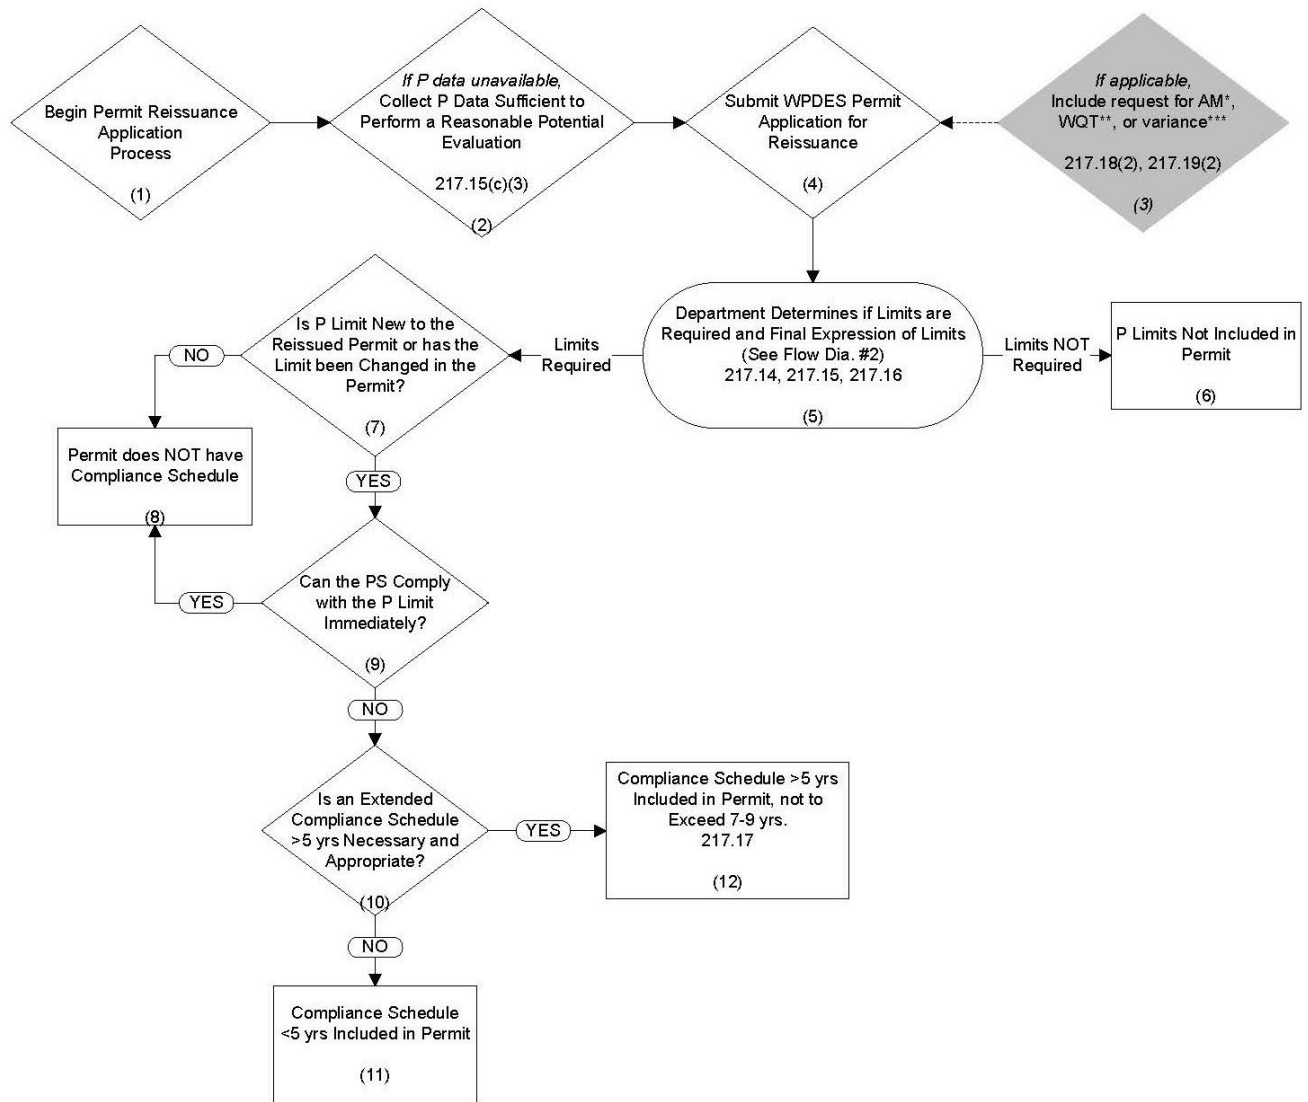 Begin Permit Reissuance
Application
Process
(1)
If P data unavailable,
Collect P Data Sufficient to
Perform a Reasonable Potential
Evaluation
217.15(c)(3)
(2)
Submit WPDES Permit
Application for
Reissuance
(4)
If applicable,
Include request for AM*,
WQT**, or variance***
217.18(2), 217.19(2)
(3)
Is P Limit New to the
Reissued Permit or has the
Limit been Changed in the
Permit?
(7)
Limits
Required
Department Determines if Limits are
Required and Final Expression of Limits
(See Flow Dia. #2)
217.14, 217.15, 217.16
(5)
Limits NOT
Required
P Limits Not Included in
Permit
(6)
NO
Permit does NOT have
Compliance Schedule
(8)
YES
Can the PS Comply
with the P Limit
Immediately?
(9)
YES
NO
Is an Extended
Compliance Schedule
>5 yrs Necessary and
Appropriate?
(10)
YES
Compliance Schedule >5 yrs
Included in Permit, not to
Exceed 7-9 yrs.
217.17
(12)
NO
Compliance Schedule
<5 yrs Included in Permit
(11)